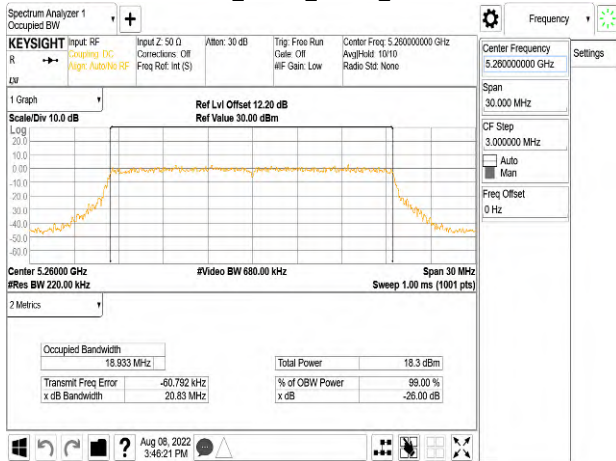 Spectrum Analyzer 1
Occupied BW
Frequency
KEYSIGHT
Input: RF
Coupling: DC
Align: Auto/No RF
Input Z: 50 Ω
Corrections: Off
Freq Ref: Int (S)
Atten: 30 dB
Trig: Free Run
Gate: Off
#IF Gain: Low
Center Freq: 5.260000000 GHz
Avg|Hold: 10/10
Radio Std: None
R
LXI
Center Frequency
5.260000000 GHz
Settings
Span
30.000 MHz
CF Step
3.000000 MHz
Auto
Man
Freq Offset
0 Hz
1 Graph
Scale/Div 10.0 dB
Ref Lvl Offset 12.20 dB
Ref Value 30.00 dBm
Log
20.0
10.0
0.00
-10.0
-20.0
-30.0
-40.0
-50.0
-60.0
Center 5.26000 GHz
#Video BW 680.00 kHz
Span 30 MHz
#Res BW 220.00 kHz
Sweep 1.00 ms (1001 pts)
2 Metrics
Occupied Bandwidth
18.933 MHz
Total Power 18.3 dBm
Transmit Freq Error -60.792 kHz
% of OBW Power 99.00 %
x dB Bandwidth 20.83 MHz
x dB -26.00 dB
Aug 08, 2022
3:46:21 PM